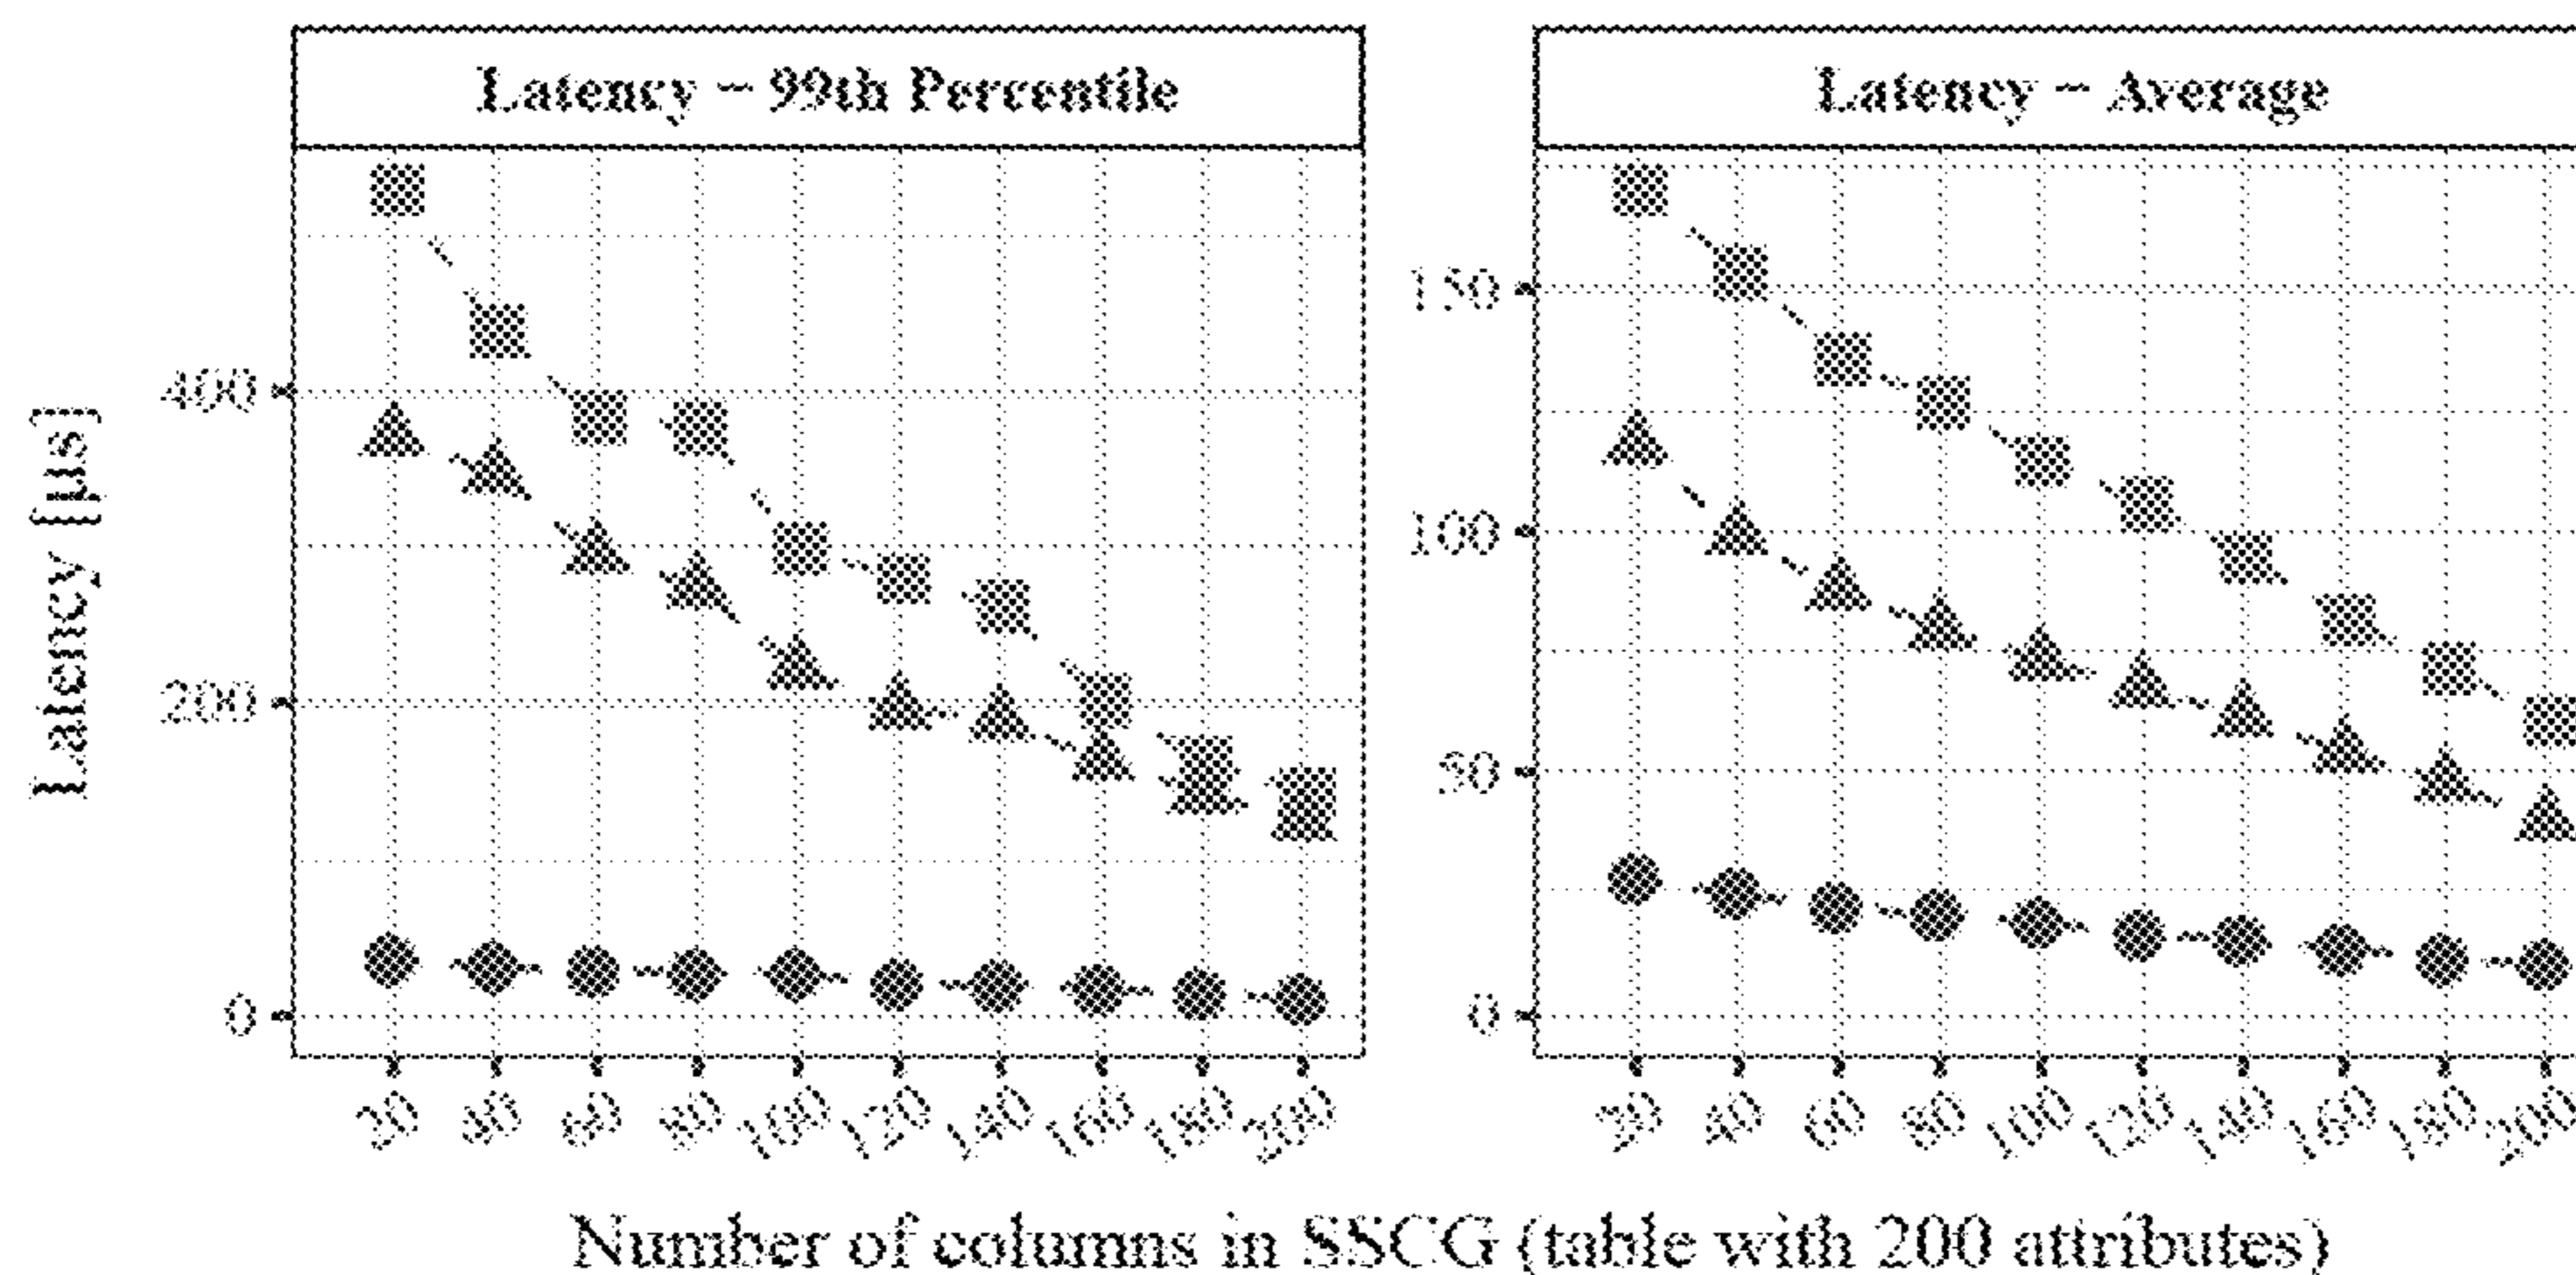 Latency – 99th Percentile
Latency – Average
Latency [µs]
400
200
0
150
100
50
0
20 40 60 80 100 120 140 160 180 200
20 40 60 80 100 120 140 160 180 200
Number of columns in SSCG (table with 200 attributes)